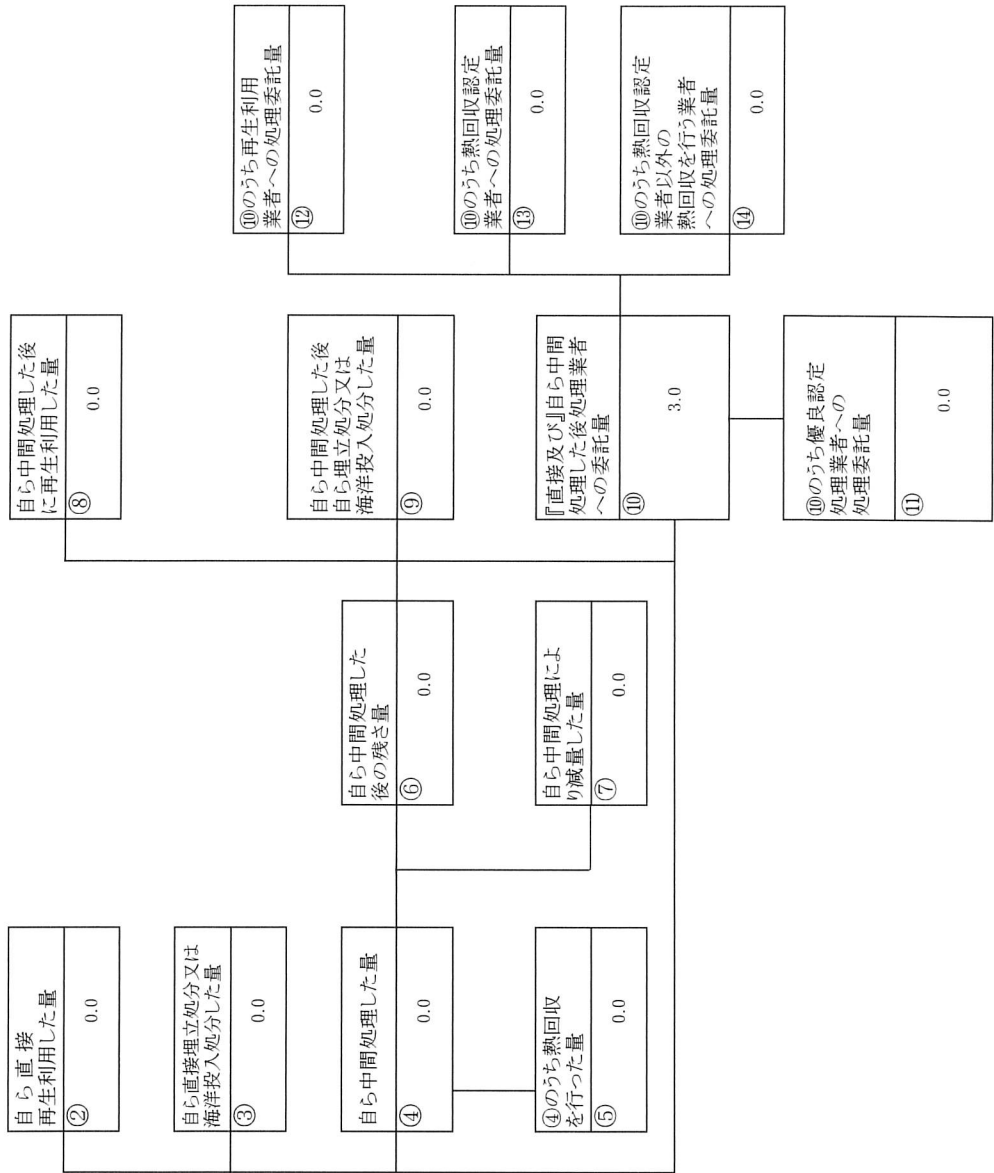 自ら直接
再生利用した量
②
0.0
自ら直接埋立処分又は
海洋投入処分した量
③
0.0
自ら中間処理した量
④
0.0
④のうち熱回収
を行った量
⑤
0.0
自ら中間処理した
後の残さ量
⑥
0.0
自ら中間処理によ
り減量した量
⑦
0.0
自ら中間処理した後
に再生利用した量
⑧
0.0
自ら中間処理した後
自ら埋立処分又は
海洋投入処分した量
⑨
0.0
『直接及び』自ら中間
処理した後処理業者
への委託量
⑩
3.0
⑩のうち優良認定
処理業者への
処理委託量
⑪
0.0
⑩のうち再生利用
業者への処理委託量
⑫
0.0
⑩のうち熱回収認定
業者への処理委託量
⑬
0.0
⑩のうち熱回収認定
業者以外の
熱回収を行う業者
への処理委託量
⑭
0.0